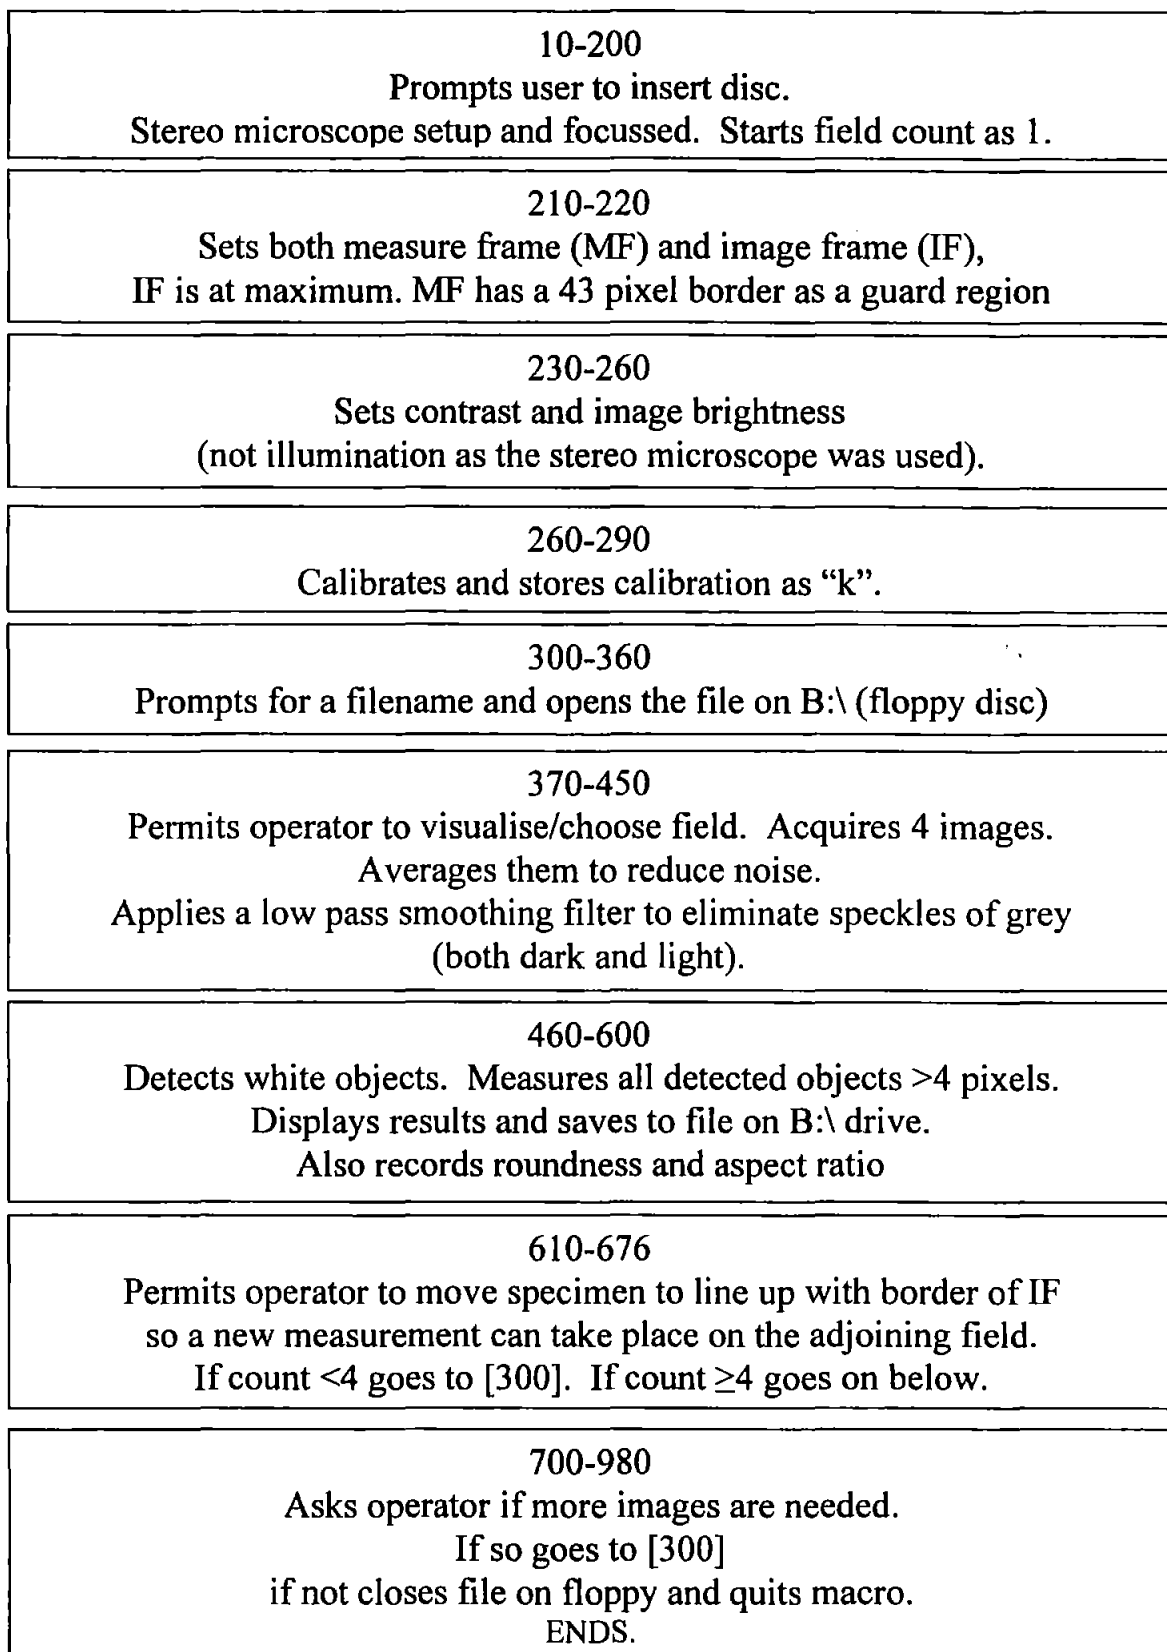 10-200
Prompts user to insert disc.
Stereo microscope setup and focussed. Starts field count as 1.
210-220
Sets both measure frame (MF) and image frame (IF),
IF is at maximum. MF has a 43 pixel border as a guard region
230-260
Sets contrast and image brightness
(not illumination as the stereo microscope was used).
260-290
Calibrates and stores calibration as “k”.
300-360
Prompts for a filename and opens the file on B:\ (floppy disc)
370-450
Permits operator to visualise/choose field. Acquires 4 images.
Averages them to reduce noise.
Applies a low pass smoothing filter to eliminate speckles of grey
(both dark and light).
460-600
Detects white objects. Measures all detected objects >4 pixels.
Displays results and saves to file on B:\ drive.
Also records roundness and aspect ratio
610-676
Permits operator to move specimen to line up with border of IF
so a new measurement can take place on the adjoining field.
If count <4 goes to [300]. If count ≥4 goes on below.
700-980
Asks operator if more images are needed.
If so goes to [300]
if not closes file on floppy and quits macro.
ENDS.